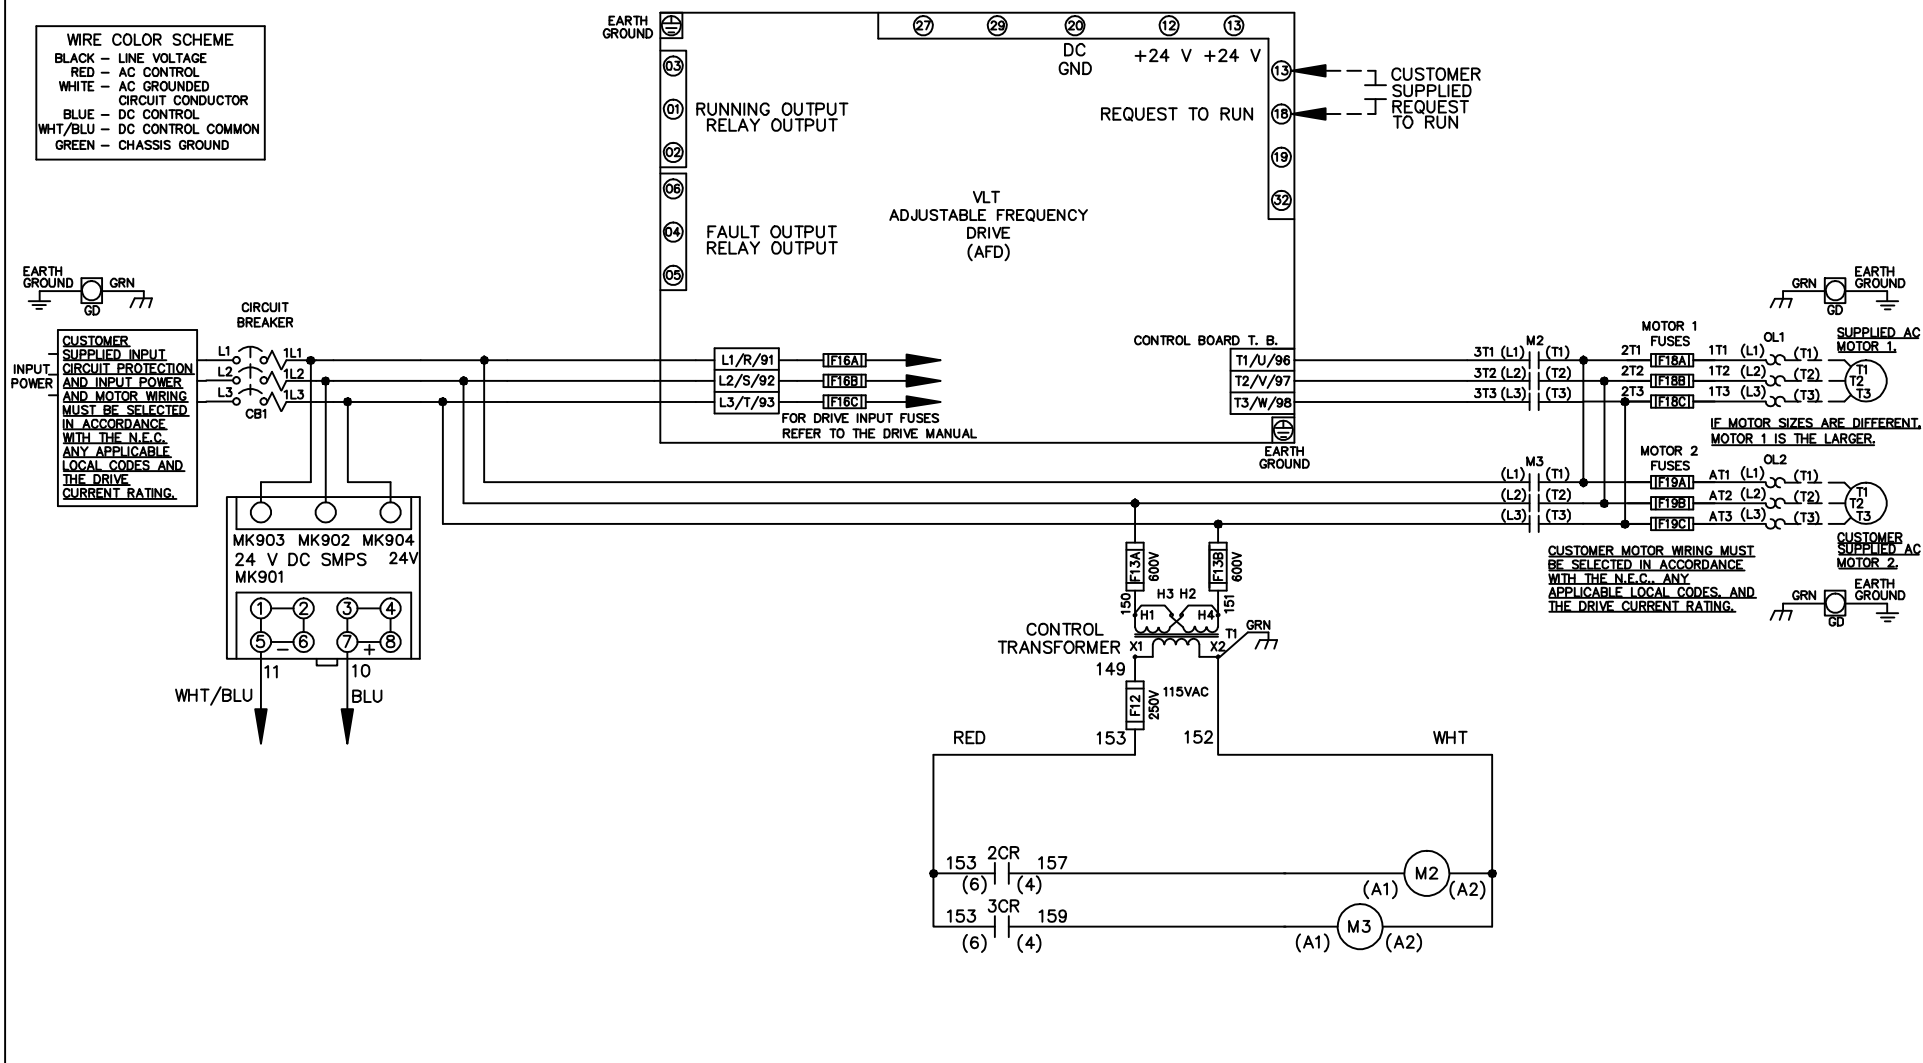 WIRE COLOR SCHEME
BLACK – LINE VOLTAGE
RED – AC CONTROL
WHITE – AC GROUNDED
CIRCUIT CONDUCTOR
BLUE – DC CONTROL
WHT/BLU – DC CONTROL COMMON
GREEN – CHASSIS GROUND
EARTH
GROUND
27 29 20 12 13
DC
GND
+24 V +24 V
03
01
02
RUNNING OUTPUT
RELAY OUTPUT
06
04
05
FAULT OUTPUT
RELAY OUTPUT
13
18
19
32
REQUEST TO RUN
CUSTOMER
SUPPLIED
REQUEST
TO RUN
VLT
ADJUSTABLE FREQUENCY
DRIVE
(AFD)
EARTH
GROUND
GRN
GD
INPUT
POWER
CUSTOMER
SUPPLIED INPUT
CIRCUIT PROTECTION
AND INPUT POWER
AND MOTOR WIRING
MUST BE SELECTED
IN ACCORDANCE
WITH THE N.E.C.
ANY APPLICABLE
LOCAL CODES AND
THE DRIVE
CURRENT RATING.
CIRCUIT
BREAKER
L1 1L1
L2 1L2
L3 1L3
CB1
L1/R/91 F16A
L2/S/92 F16B
L3/T/93 F16C
FOR DRIVE INPUT FUSES
REFER TO THE DRIVE MANUAL
CONTROL BOARD T. B.
T1/U/96
T2/V/97
T3/W/98
EARTH
GROUND
M2
3T1 (L1) (T1)
3T2 (L2) (T2)
3T3 (L3) (T3)
MOTOR 1
FUSES
2T1 F18A 1T1 (L1)
2T2 F18B 1T2 (L2)
2T3 F18C 1T3 (L3)
OL1
(T1)
(T2)
(T3)
T1
T2
T3
GRN
GD
EARTH
GROUND
SUPPLIED AC
MOTOR 1.
IF MOTOR SIZES ARE DIFFERENT,
MOTOR 1 IS THE LARGER.
M3
(L1) (T1)
(L2) (T2)
(L3) (T3)
MOTOR 2
FUSES
F19A AT1 (L1)
F19B AT2 (L2)
F19C AT3 (L3)
OL2
(T1)
(T2)
(T3)
T1
T2
T3
CUSTOMER
SUPPLIED AC
MOTOR 2.
CUSTOMER MOTOR WIRING MUST
BE SELECTED IN ACCORDANCE
WITH THE N.E.C., ANY
APPLICABLE LOCAL CODES, AND
THE DRIVE CURRENT RATING.
GRN
GD
EARTH
GROUND
MK903 MK902 MK904
24 V DC SMPS 24V
MK901
1 2 3 4
5 – 6 7 + 8
11 10
WHT/BLU BLU
F13A 600V
F13B 600V
150 151
H3 H2
H1 H4
CONTROL
TRANSFORMER
T1
GRN
X1 X2
149
F12 250V
115VAC
153 152
RED WHT
153 2CR 157
(6) (4)
(A1) M2 (A2)
153 3CR 159
(6) (4)
(A1) M3 (A2)